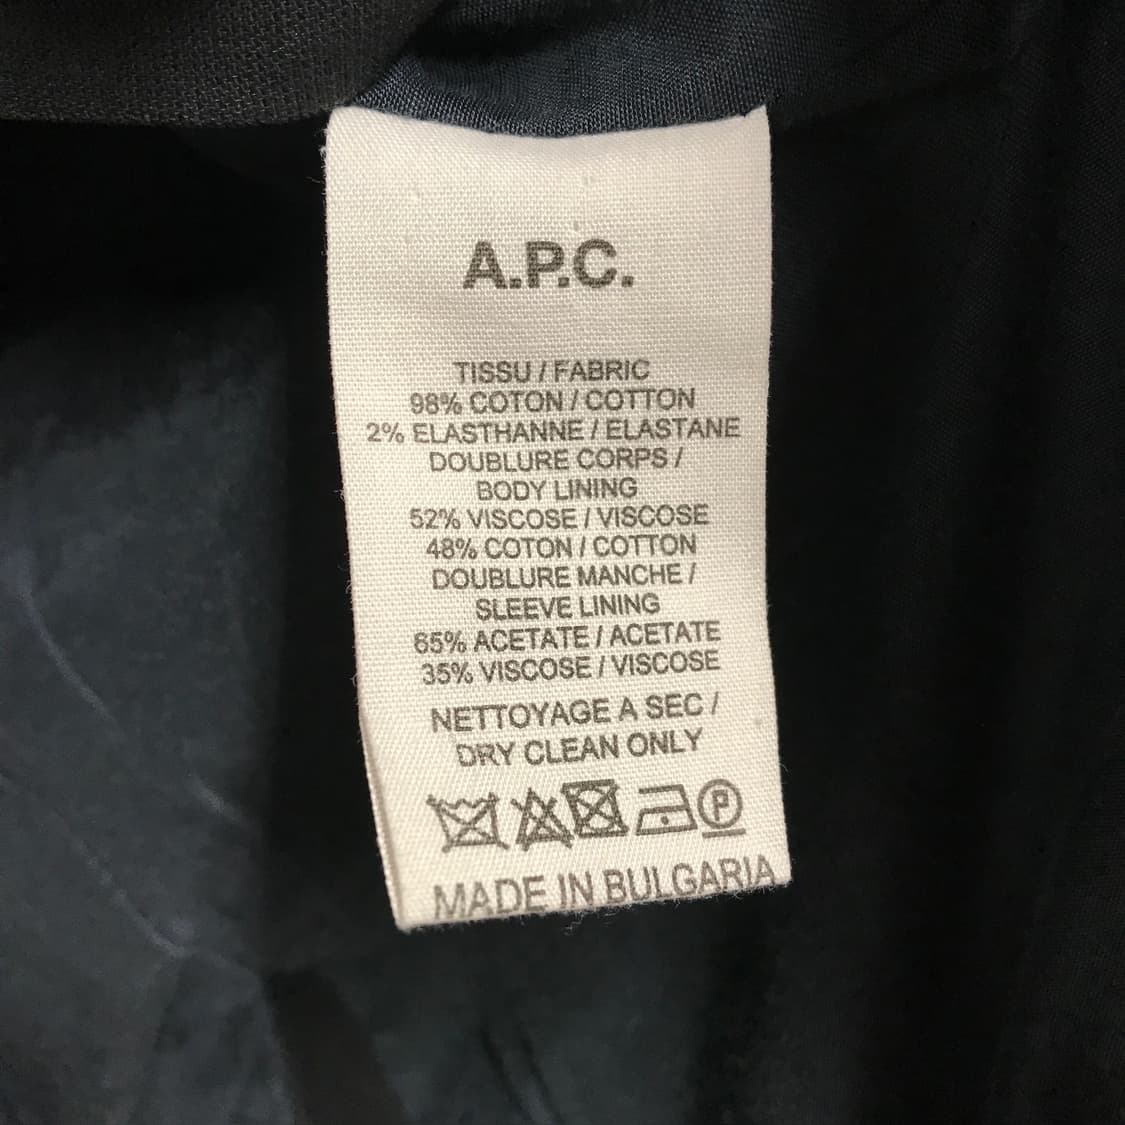 A.P.C.
TISSU / FABRIC
98% COTON / COTTON
2% ELASTHANNE / ELASTANE
DOUBLURE CORPS /
BODY LINING
52% VISCOSE / VISCOSE
48% COTON / COTTON
DOUBLURE MANCHE /
SLEEVE LINING
65% ACETATE / ACETATE
35% VISCOSE / VISCOSE
NETTOYAGE A SEC /
DRY CLEAN ONLY
P
MADE IN BULGARIA